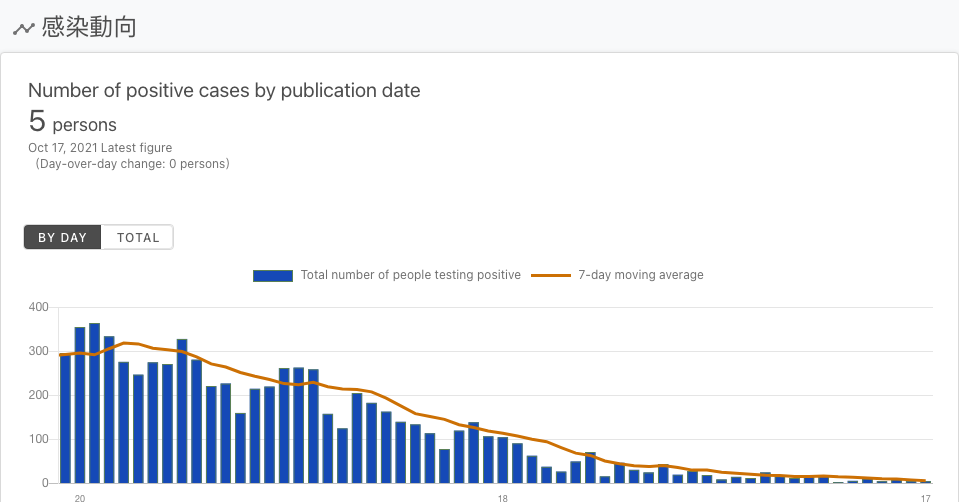 感染動向
Number of positive cases by publication date
5 persons
Oct 17, 2021 Latest figure
(Day-over-day change: 0 persons)
BY DAY TOTAL
Total number of people testing positive 7-day moving average
400
300
200
100
0
20 18 17